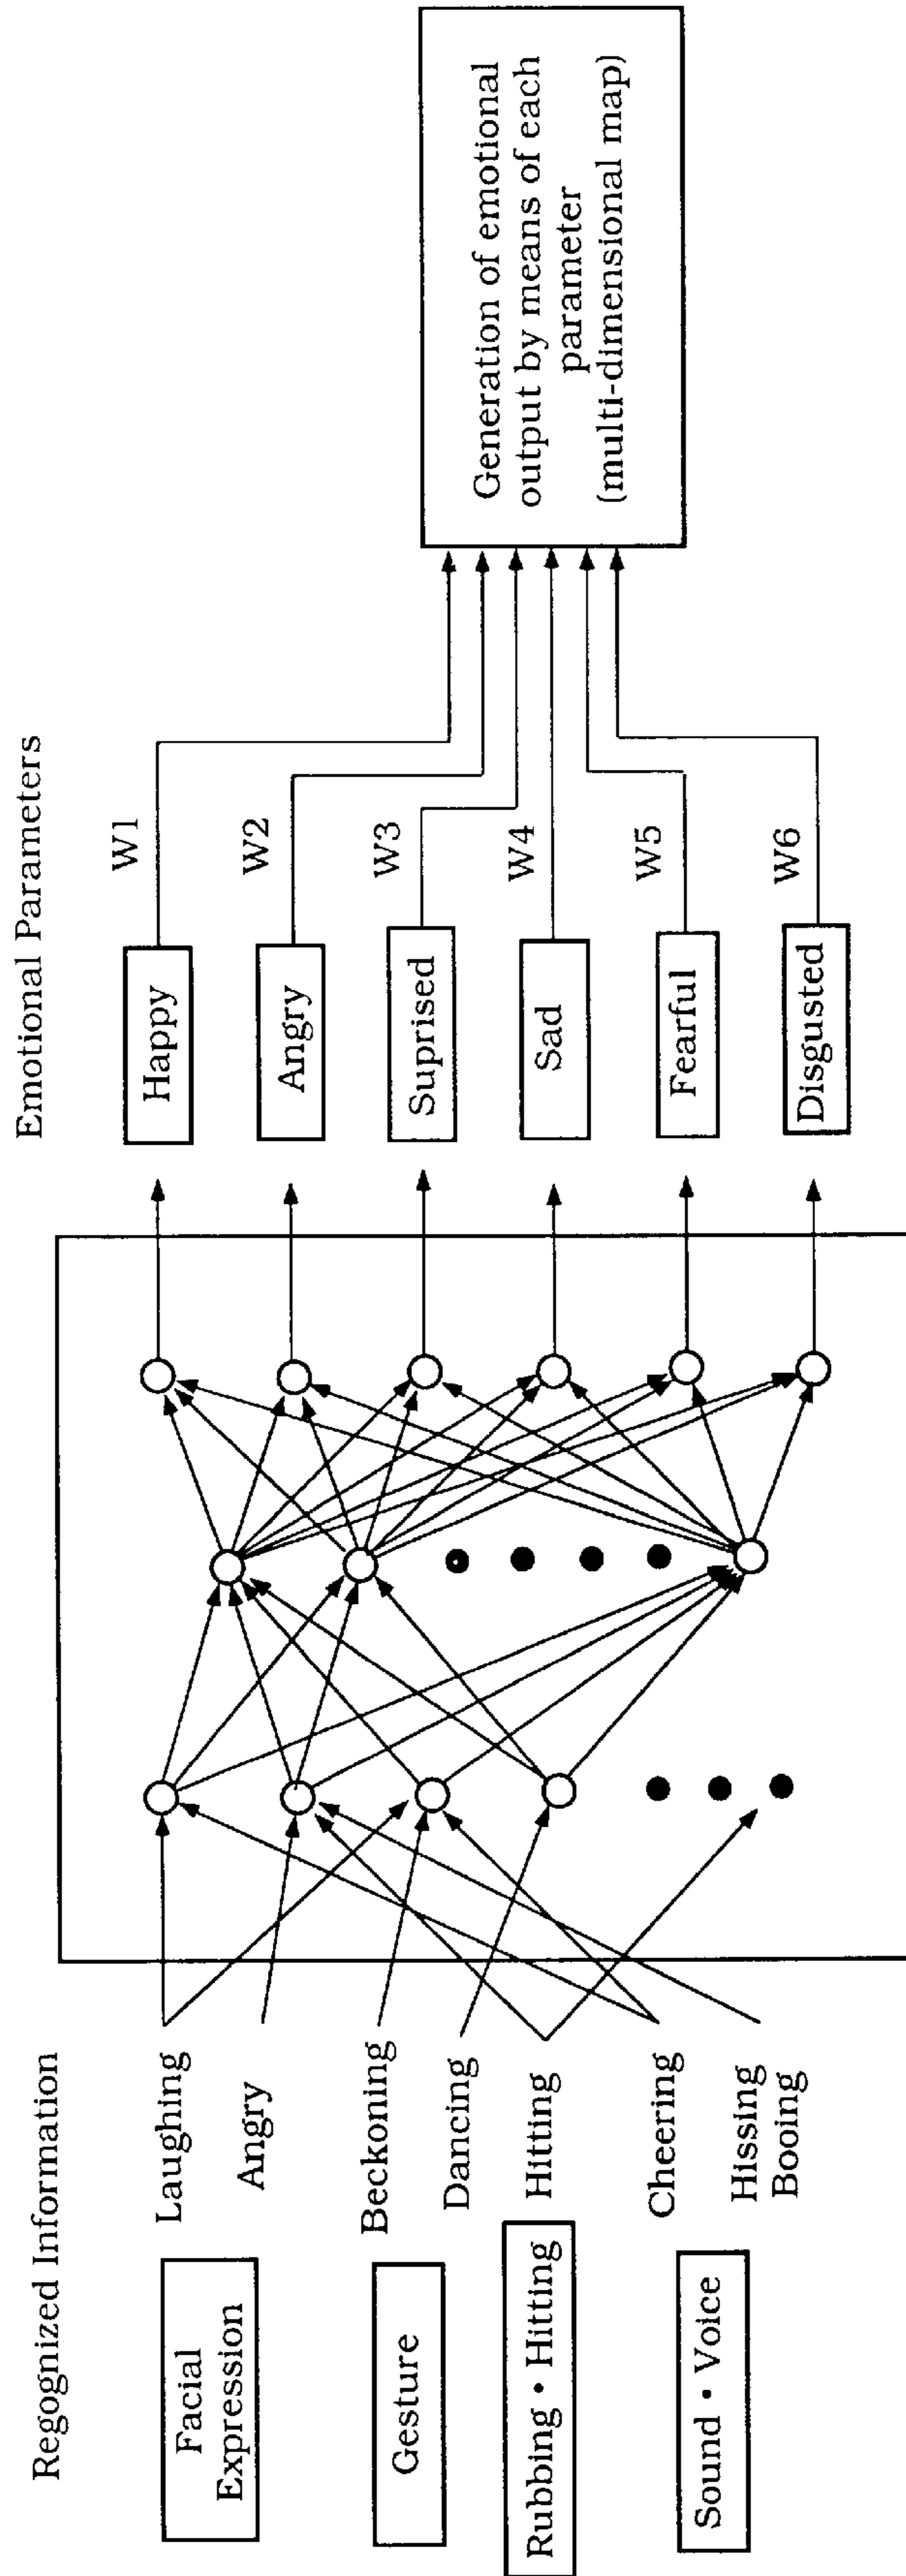 Regognized Information
Emotional Parameters
Facial
Expression
Laughing
Angry
Gesture
Beckoning
Dancing
Rubbing • Hitting
Hitting
Sound • Voice
Cheering
Hissing
Booing
Happy
W1
Angry
W2
Suprised
W3
Sad
W4
Fearful
W5
Disgusted
W6
Generation of emotional
output by means of each
parameter
(multi-dimensional map)